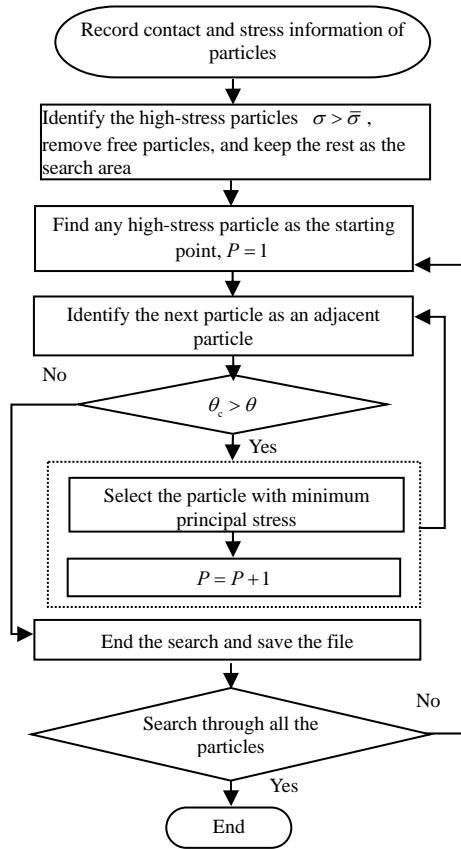 Record contact and stress information of
particles
Identify the high-stress particles σ > σ̅ ,
remove free particles, and keep the rest as the
search area
Find any high-stress particle as the starting
point, P = 1
Identify the next particle as an adjacent
particle
No
θc > θ
Yes
Select the particle with minimum
principal stress
P = P + 1
End the search and save the file
No
Search through all the
particles
Yes
End